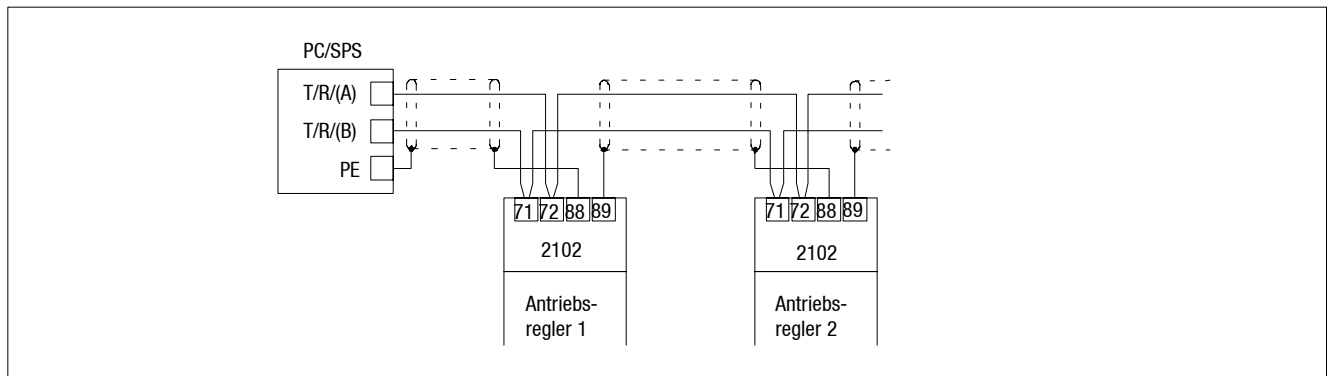 PC/SPS
T/R/(A)
T/R/(B)
PE
71 72 88 89
2102
Antriebs-
regler 1
71 72 88 89
2102
Antriebs-
regler 2